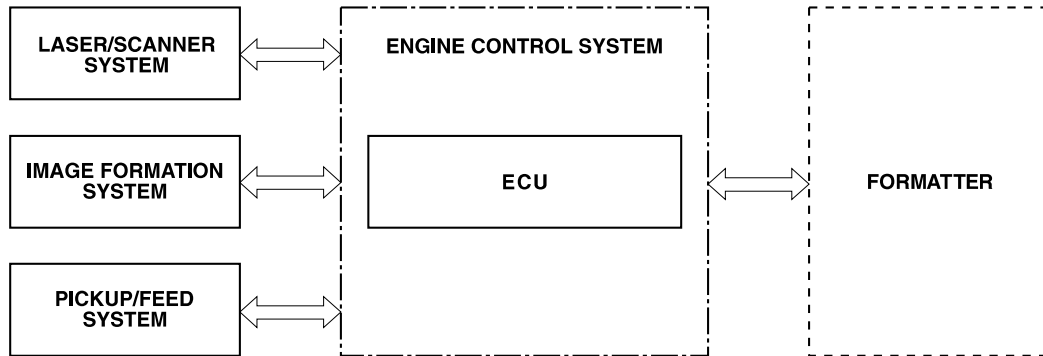 LASER/SCANNER
SYSTEM
ENGINE CONTROL SYSTEM
IMAGE FORMATION
SYSTEM
ECU
FORMATTER
PICKUP/FEED
SYSTEM